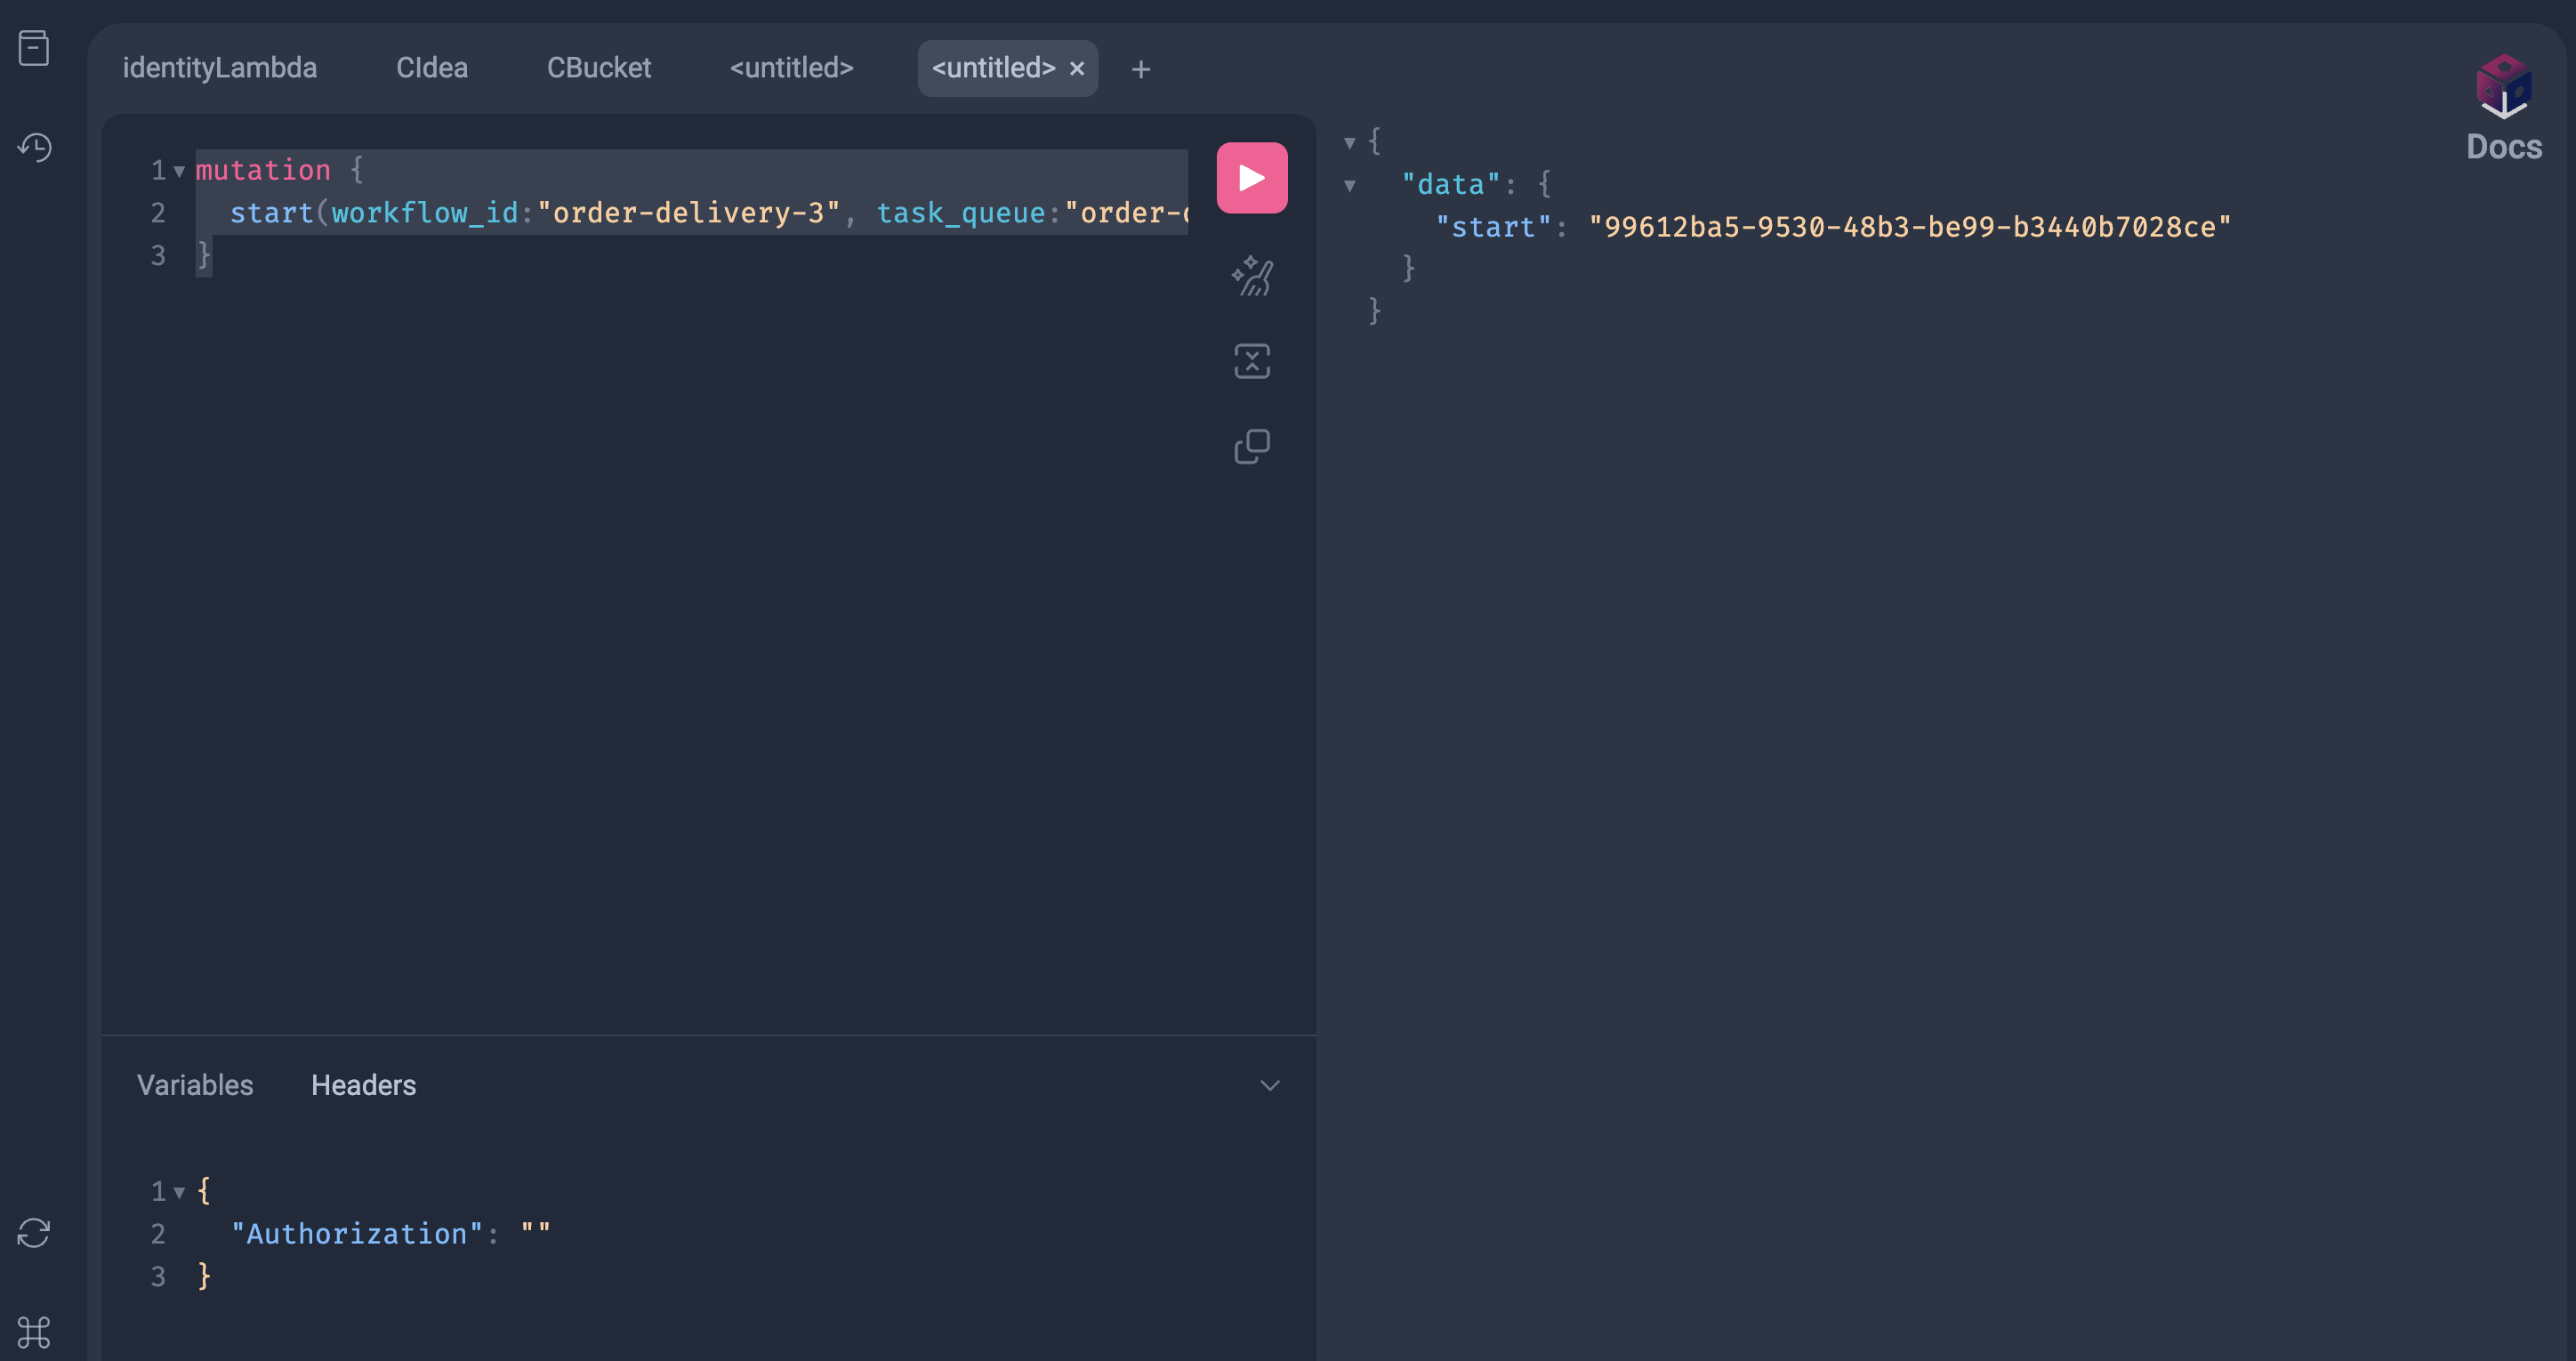 identityLambda CIdea CBucket <untitled> <untitled> × +
Docs
1 mutation {
2 start(workflow_id:"order-delivery-3", task_queue:"order-
3 }
{
"data": {
"start": "99612ba5-9530-48b3-be99-b3440b7028ce"
}
}
Variables Headers
1 {
2 "Authorization": ""
3 }